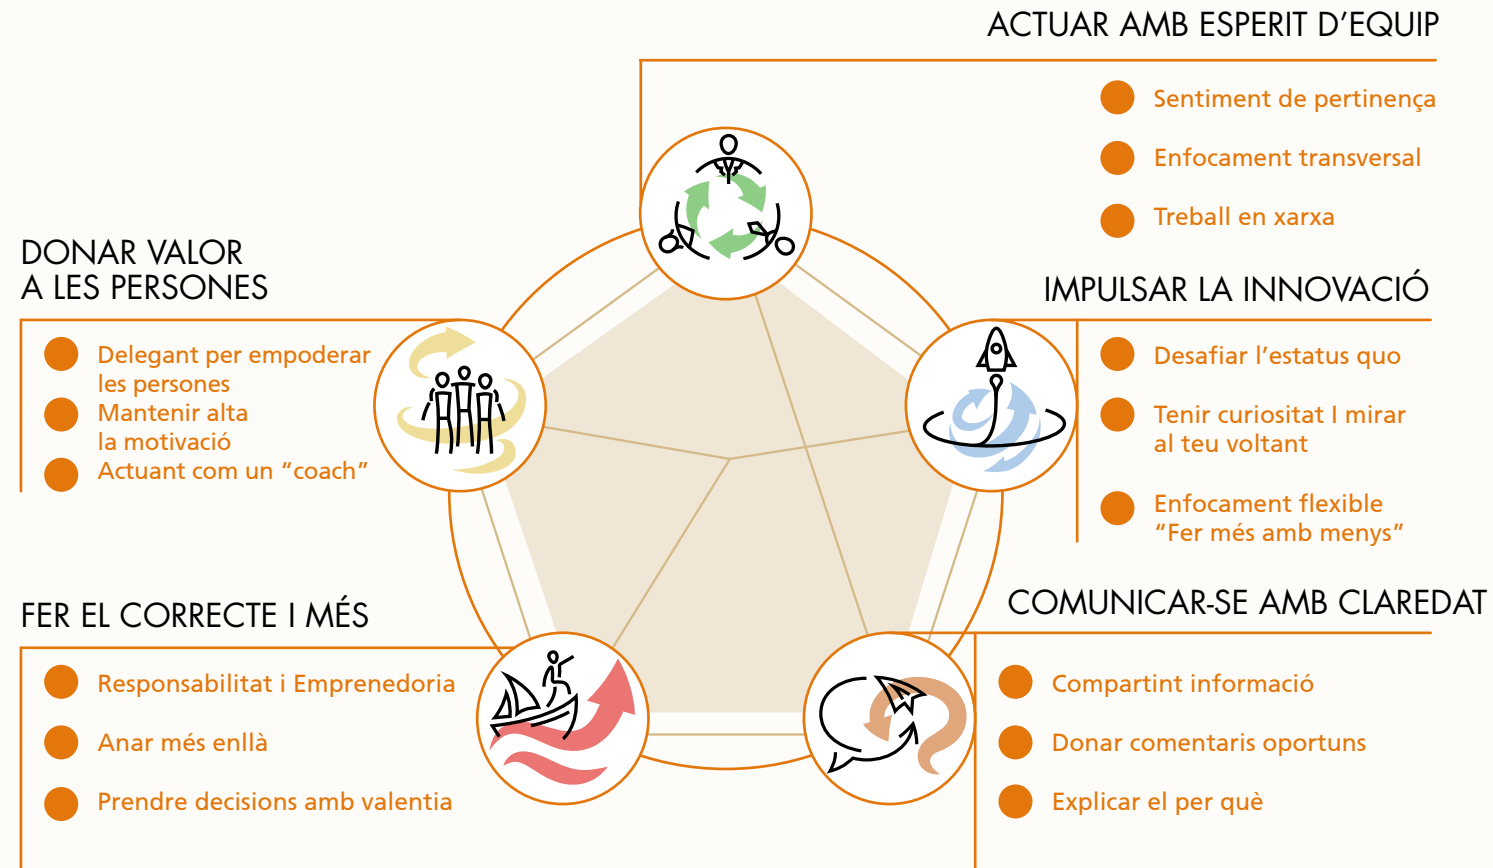 ACTUAR AMB ESPERIT D’EQUIP
Sentiment de pertinença
Enfocament transversal
Treball en xarxa
DONAR VALOR
A LES PERSONES
Delegant per empoderar
les persones
Mantenir alta
la motivació
Actuant com un “coach”
IMPULSAR LA INNOVACIÓ
Desafiar l’estatus quo
Tenir curiositat I mirar
al teu voltant
Enfocament flexible
“Fer més amb menys”
FER EL CORRECTE I MÉS
Responsabilitat i Emprenedoria
Anar més enllà
Prendre decisions amb valentia
COMUNICAR-SE AMB CLAREDAT
Compartint informació
Donar comentaris oportuns
Explicar el per què